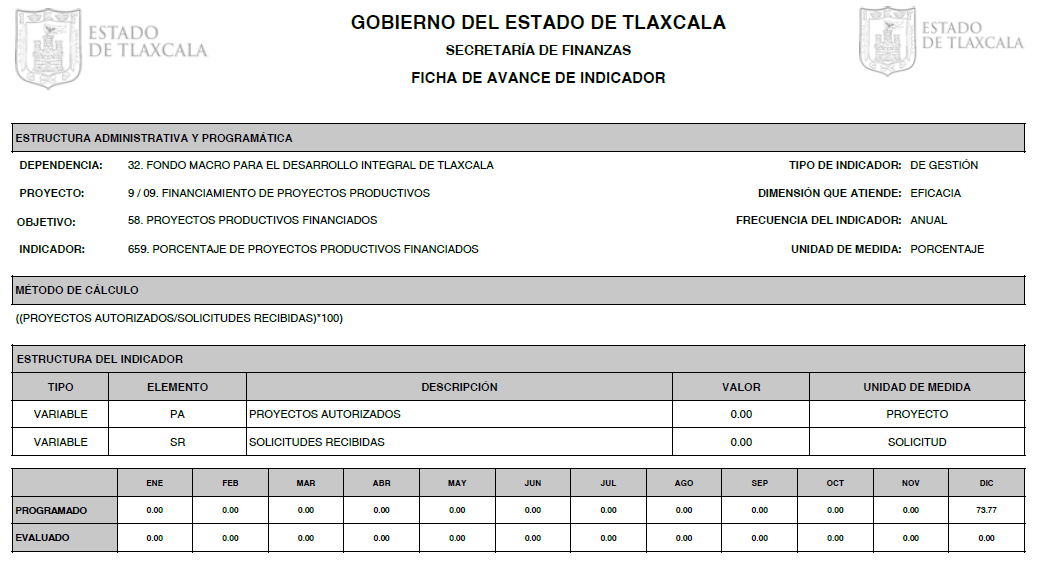 ESTADO
DE TLAXCALA
GOBIERNO DEL ESTADO DE TLAXCALA
SECRETARÍA DE FINANZAS
FICHA DE AVANCE DE INDICADOR
ESTADO
DE TLAXCALA
ESTRUCTURA ADMINISTRATIVA Y PROGRAMÁTICA
DEPENDENCIA: 32. FONDO MACRO PARA EL DESARROLLO INTEGRAL DE TLAXCALA TIPO DE INDICADOR: DE GESTIÓN
PROYECTO: 9 / 09. FINANCIAMIENTO DE PROYECTOS PRODUCTIVOS DIMENSIÓN QUE ATIENDE: EFICACIA
OBJETIVO: 58. PROYECTOS PRODUCTIVOS FINANCIADOS FRECUENCIA DEL INDICADOR: ANUAL
INDICADOR: 659. PORCENTAJE DE PROYECTOS PRODUCTIVOS FINANCIADOS UNIDAD DE MEDIDA: PORCENTAJE
MÉTODO DE CÁLCULO
((PROYECTOS AUTORIZADOS/SOLICITUDES RECIBIDAS)*100)
ESTRUCTURA DEL INDICADOR
TIPO ELEMENTO DESCRIPCIÓN VALOR UNIDAD DE MEDIDA
VARIABLE PA PROYECTOS AUTORIZADOS 0.00 PROYECTO
VARIABLE SR SOLICITUDES RECIBIDAS 0.00 SOLICITUD
ENE FEB MAR ABR MAY JUN JUL AGO SEP OCT NOV DIC
PROGRAMADO 0.00 0.00 0.00 0.00 0.00 0.00 0.00 0.00 0.00 0.00 0.00 73.77
EVALUADO 0.00 0.00 0.00 0.00 0.00 0.00 0.00 0.00 0.00 0.00 0.00 0.00